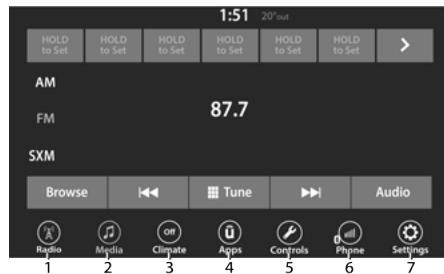 1:51 20°out
HOLD to Set HOLD to Set HOLD to Set HOLD to Set HOLD to Set HOLD to Set
AM
FM
87.7
SXM
Browse Tune Audio
Off ū 0
Radio Media Climate Apps Controls Phone Settings
1 2 3 4 5 6 7